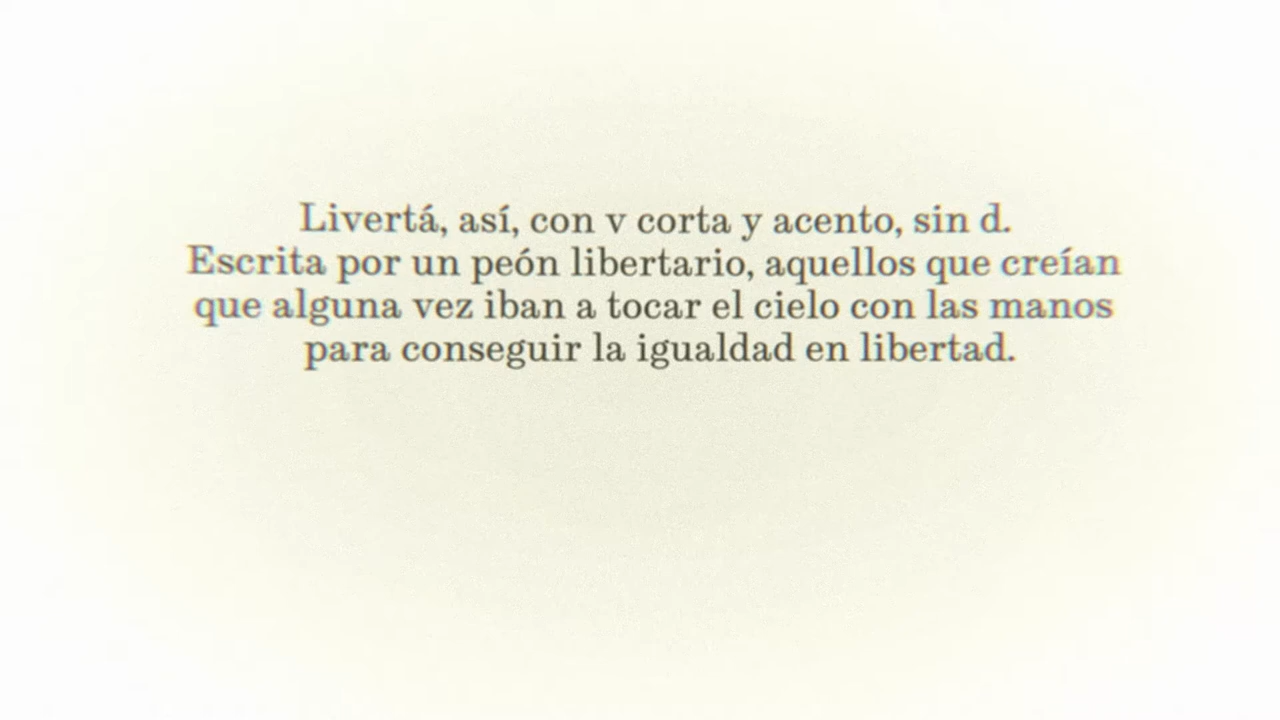 Livertá, así, con v corta y acento, sin d.
Escrita por un peón libertario, aquellos que creían
que alguna vez iban a tocar el cielo con las manos
para conseguir la igualdad en libertad.